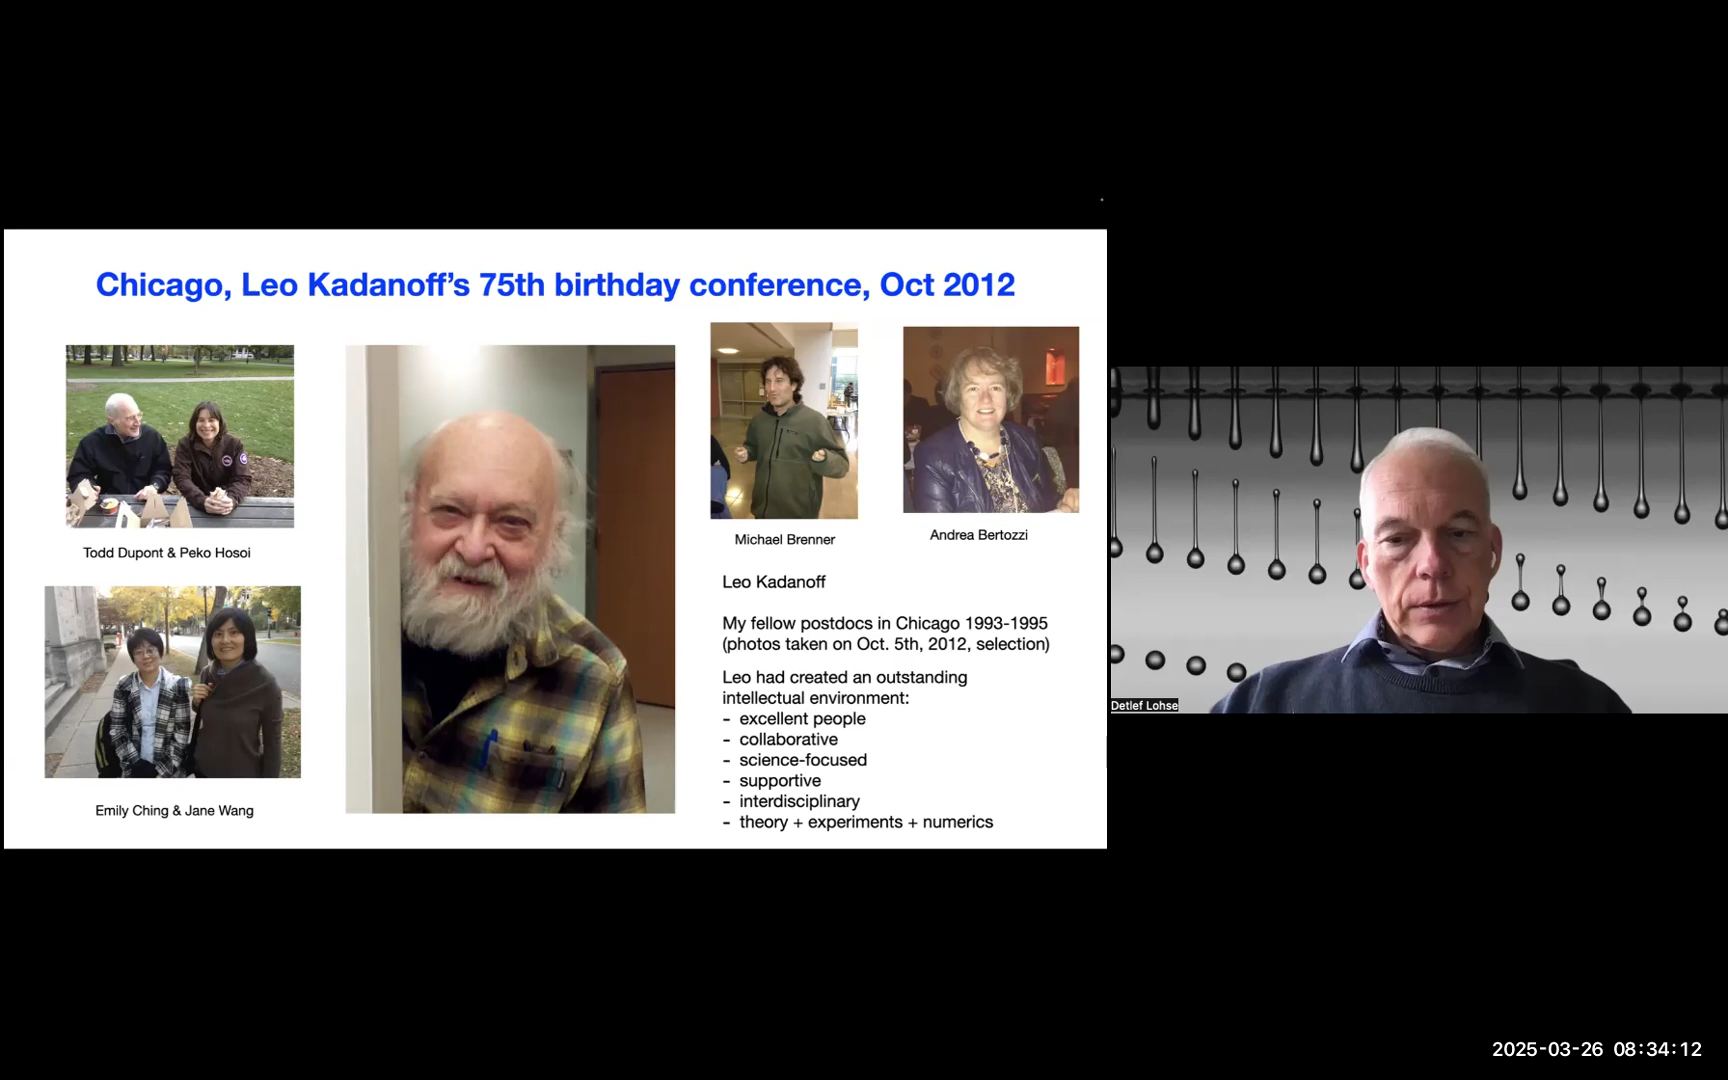 Chicago, Leo Kadanoff’s 75th birthday conference, Oct 2012
Todd Dupont & Peko Hosoi
Emily Ching & Jane Wang
Michael Brenner
Andrea Bertozzi
Leo Kadanoff
My fellow postdocs in Chicago 1993-1995
(photos taken on Oct. 5th, 2012, selection)
Leo had created an outstanding
intellectual environment:
- excellent people
- collaborative
- science-focused
- supportive
- interdisciplinary
- theory + experiments + numerics
Detlef Lohse
2025-03-26 08:34:12